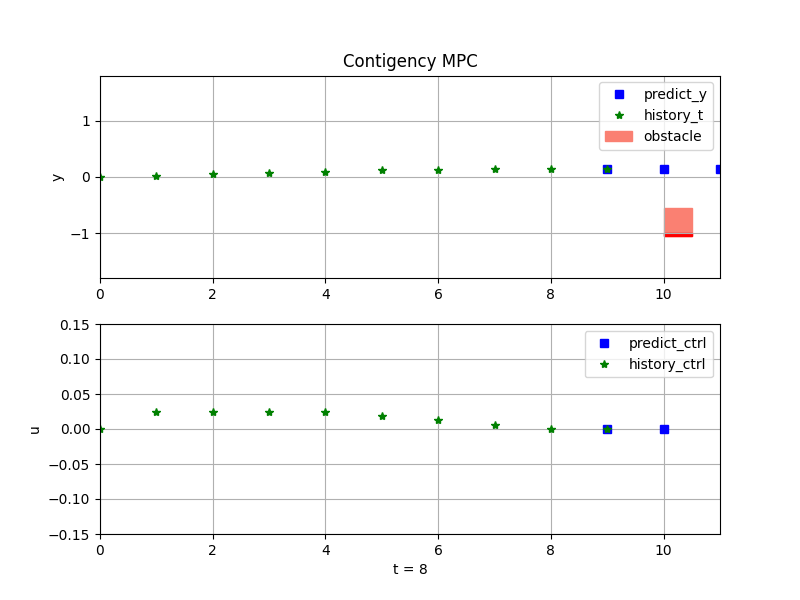 Contigency MPC
predict_y
history_t
obstacle
y
1
0
−1
0 2 4 6 8 10
predict_ctrl
history_ctrl
u
0.15
0.10
0.05
0.00
−0.05
−0.10
−0.15
0 2 4 6 8 10
t = 8